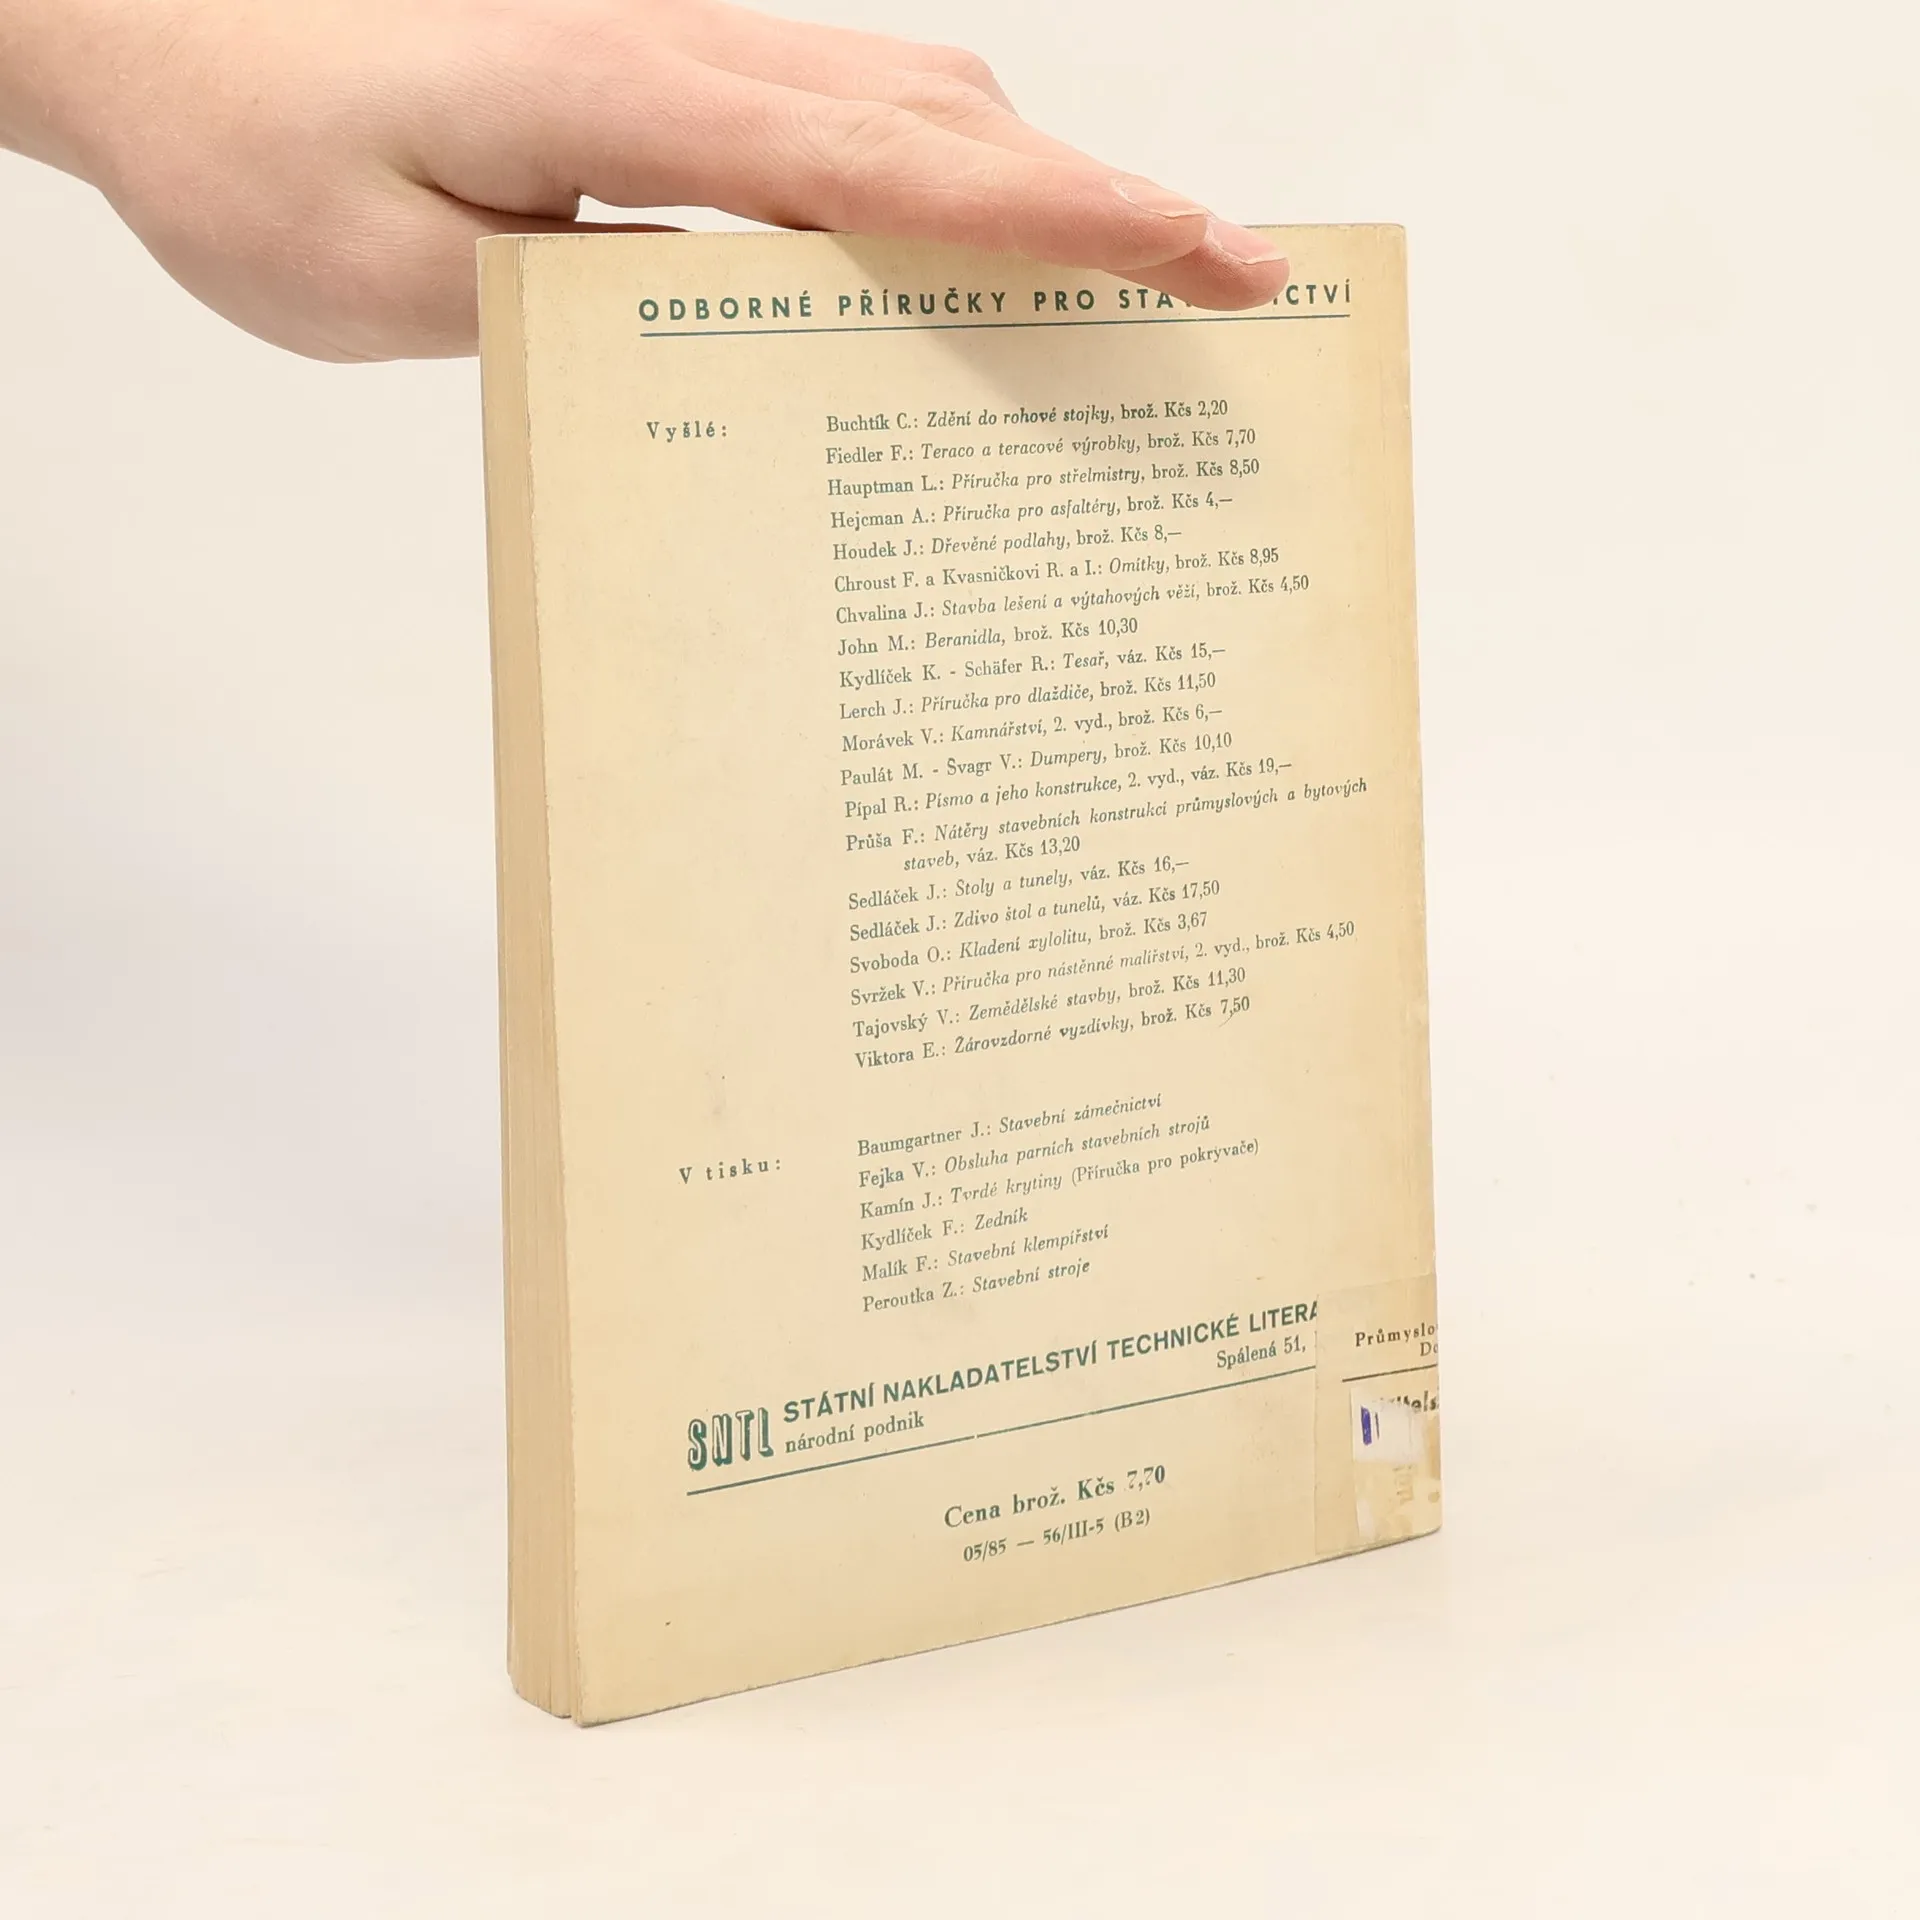 ODBORNÉ PŘÍRUČKY PRO
Vyšlé:
Buchtík C.: Zdění do rohové stojky, brož. Kčs 2,20
Fiedler F.: Teraco a teracové výrobky, brož. Kčs 7,70
Hauptman L.: Příručka pro střelmistry, brož. Kčs 8,50
Hejcman A.: Příručka pro asfaltéry, brož. Kčs 4,—
Houdek J.: Dřevěné podlahy, brož. Kčs 8,—
Chroust F. a Kvasničkovi R. a I.: Omítky, brož. Kčs 8,95
Chvalina J.: Stavba lešení a výtahových věží, brož. Kčs 4,50
John M.: Beranidla, brož. Kčs 10,30
Kydlíček K. - Schäfer R.: Tesař, váz. Kčs 15,—
Lerch J.: Příručka pro dlaždiče, brož. Kčs 11,50
Morávek V.: Kamnářství, 2. vyd., brož. Kčs 6,—
Paulát M. - Švagr V.: Dumpery, brož. Kčs 10,10
Pípal R.: Písmo a jeho konstrukce, 2. vyd., váz. Kčs 19,—
Průša F.: Nátěry stavebních konstrukcí průmyslových a bytových
staveb, váz. Kčs 13,20
Sedláček J.: Štoly a tunely, váz. Kčs 16,—
Sedláček J.: Zdivo štol a tunelů, váz. Kčs 17,50
Svoboda O.: Kladení xylolitu, brož. Kčs 3,67
Svržek V.: Příručka pro nástěnné malířství, 2. vyd., brož. Kčs 4,50
Tajovský V.: Zemědělské stavby, brož. Kčs 11,30
Viktora E.: Žárovzdorné vyzdívky, brož. Kčs 7,50
V tisku:
Baumgartner J.: Stavební zámečnictví
Fejka V.: Obsluha parních stavebních strojů
Kamín J.: Tvrdé krytiny (Příručka pro pokrývače)
Kydlíček F.: Zedník
Malík F.: Stavební klempířství
Peroutka Z.: Stavební stroje
SNTL STÁTNÍ NAKLADATELSTVÍ TECHNICKÉ LITERA
národní podnik
Spálená 51,
Průmyslo
Cena brož. Kčs 7,70
05/85 — 56/III-5 (B2)